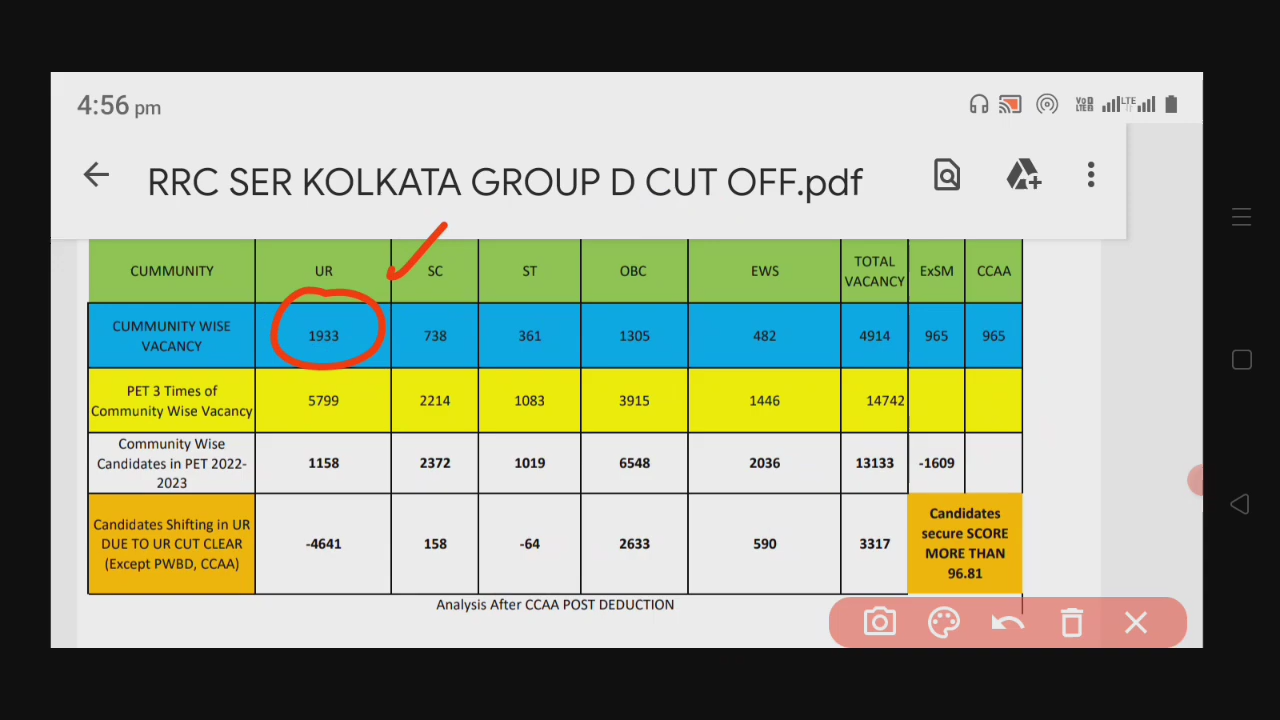 4:56 pm
VoD LTE LTE
RRC SER KOLKATA GROUP D CUT OFF.pdf
CUMMUNITY UR SC ST OBC EWS TOTAL VACANCY ExSM CCAA
CUMMUNITY WISE VACANCY 1933 738 361 1305 482 4914 965 965
PET 3 Times of Community Wise Vacancy 5799 2214 1083 3915 1446 14742
Community Wise Candidates in PET 2022-2023 1158 2372 1019 6548 2036 13133 -1609
Candidates Shifting in UR DUE TO UR CUT CLEAR (Except PWBD, CCAA) -4641 158 -64 2633 590 3317 Candidates secure SCORE MORE THAN 96.81
Analysis After CCAA POST DEDUCTION